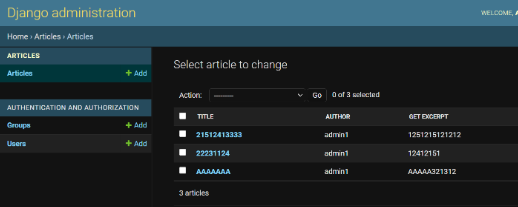 Django administration
WELCOME,
Home › Articles › Articles
ARTICLES
Articles + Add
AUTHENTICATION AND AUTHORIZATION
Groups + Add
Users + Add
Select article to change
Action: --------- Go 0 of 3 selected
TITLE AUTHOR GET EXCERPT
21512413333 admin1 1251215121212
22231124 admin1 12412151
AAAAAAA admin1 AAAAA321312
3 articles